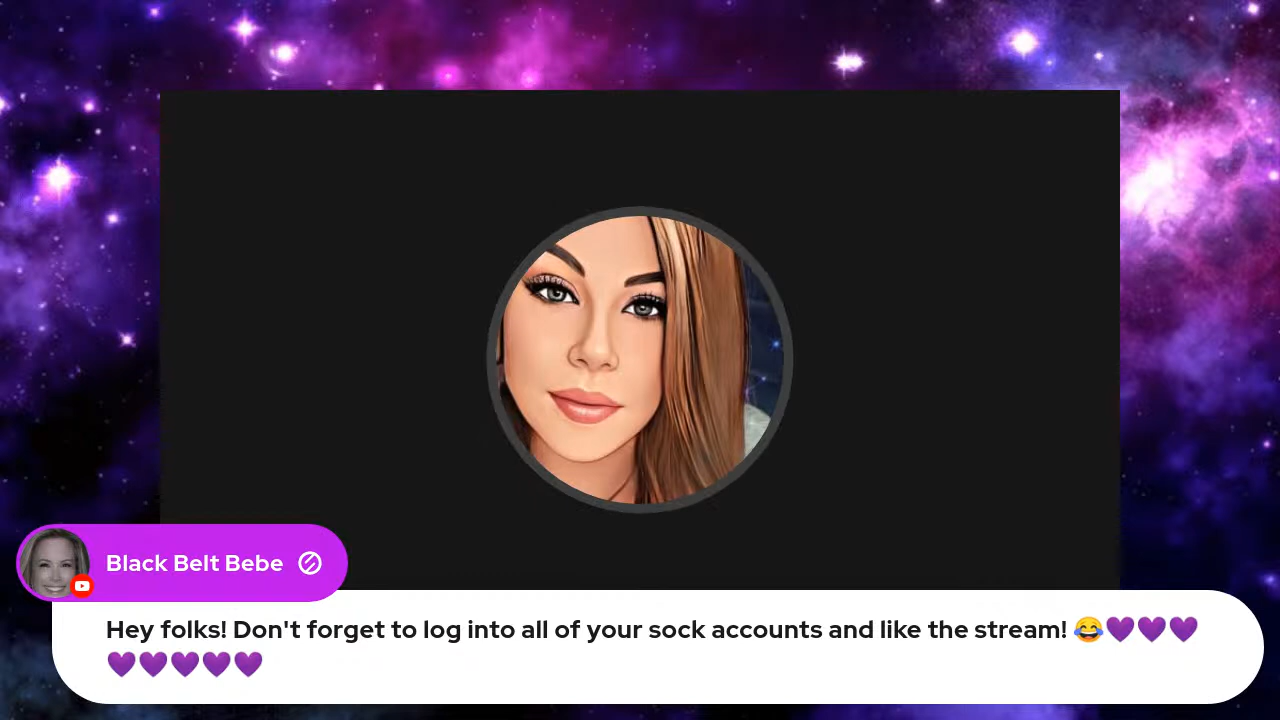 Black Belt Bebe
Hey folks! Don't forget to log into all of your sock accounts and like the stream! 😂💜💜💜
💜💜💜💜💜